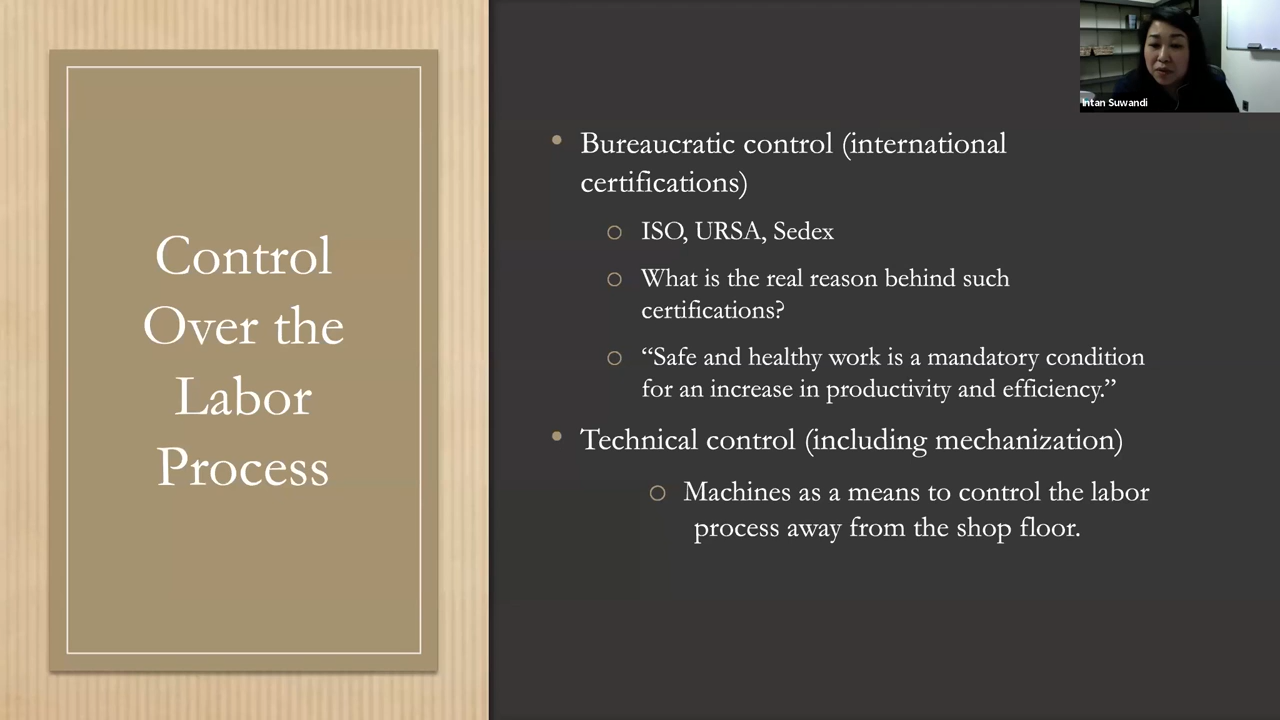 Control
Over the
Labor
Process
• Bureaucratic control (international
certifications)
○ ISO, URSA, Sedex
○ What is the real reason behind such
certifications?
○ “Safe and healthy work is a mandatory condition
for an increase in productivity and efficiency.”
• Technical control (including mechanization)
○ Machines as a means to control the labor
process away from the shop floor.
Intan Suwandi